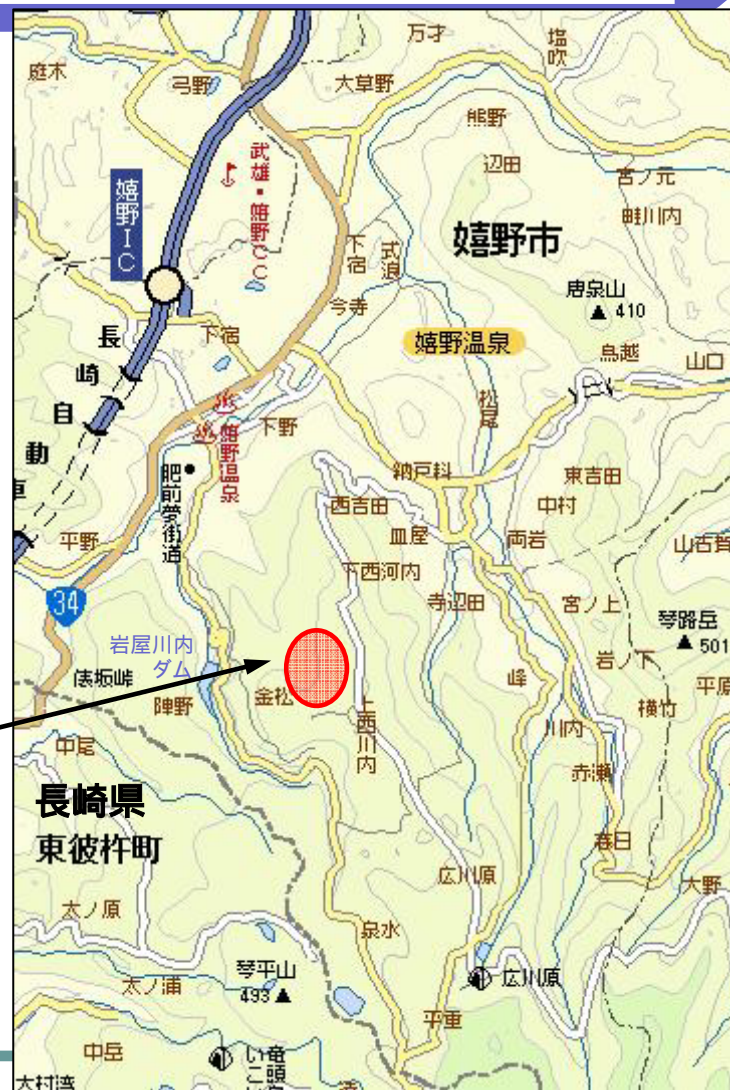 万才
塩吹
庭木
弓野
大草野
熊野
武雄・嬉野CC
辺田
宮ノ元
嬉野IC
畦川内
嬉野市
下宿
式浪
唐泉山
410
今寺
長崎自動車
下宿
嬉野温泉
鳥越
山口
松尾
嬉野温泉
下野
納戸料
東吉田
肥前夢街道
西吉田
中村
皿屋
両岩
平野
山古賀
下西河内
34
寺辺田
宮ノ上
琴路岳
501
岩屋川内
ダム
岩ノ下
俵坂峠
峰
平原
陣野
金松
横竹
上西川内
川内
中尾
赤瀬
長崎県
東彼杵町
春日
広川原
大野
太ノ原
泉水
琴平山
493
広川原
太ノ浦
平重
中岳
大村湾